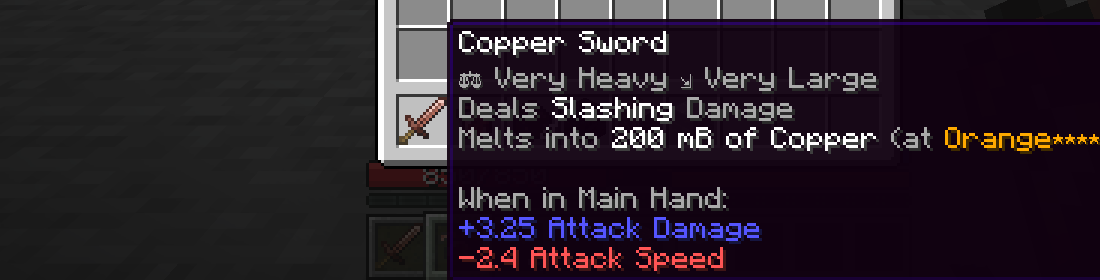 Copper Sword
⚖ Very Heavy ⇲ Very Large
Deals Slashing Damage
Melts into 200 mB of Copper (at Orange****
When in Main Hand:
+3.25 Attack Damage
-2.4 Attack Speed